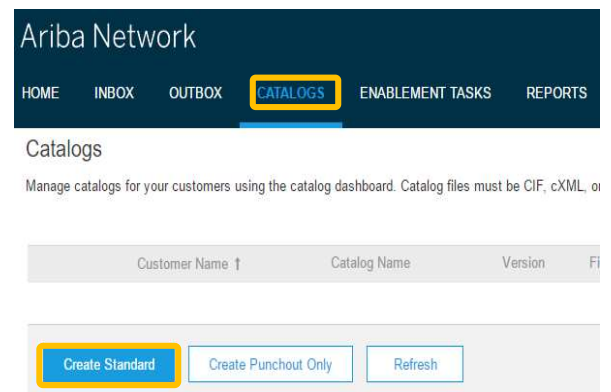 Ariba Network
HOME INBOX OUTBOX CATALOGS ENABLEMENT TASKS REPORTS
Catalogs
Manage catalogs for your customers using the catalog dashboard. Catalog files must be CIF, cXML, or
Customer Name ↑ Catalog Name Version Fi
Create Standard Create Punchout Only Refresh